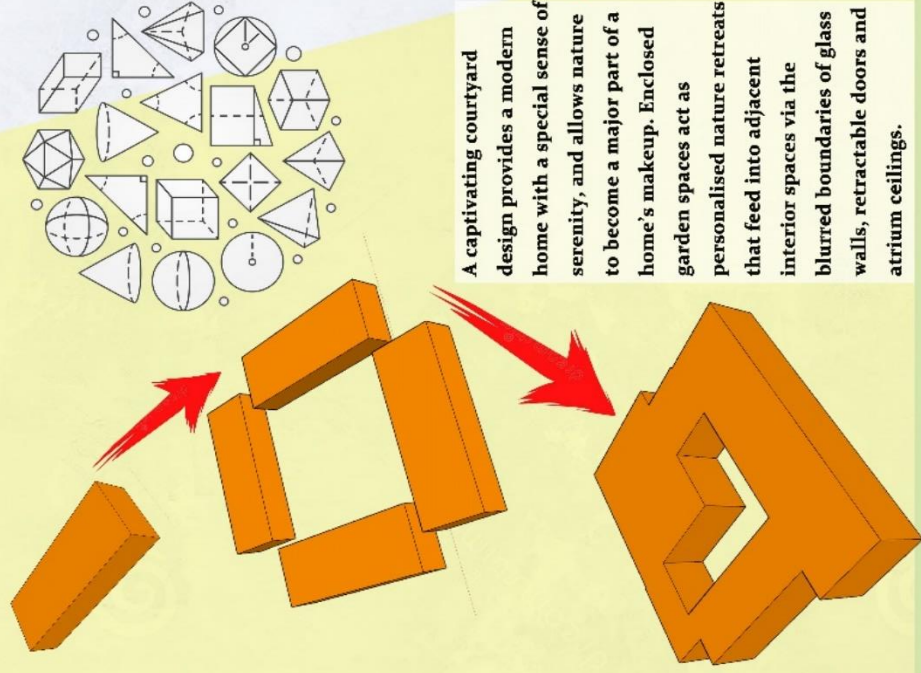 A captivating courtyard
design provides a modern
home with a special sense of
serenity, and allows nature
to become a major part of a
home's makeup. Enclosed
garden spaces act as
personalised nature retreats
that feed into adjacent
interior spaces via the
blurred boundaries of glass
walls, retractable doors and
atrium ceilings.